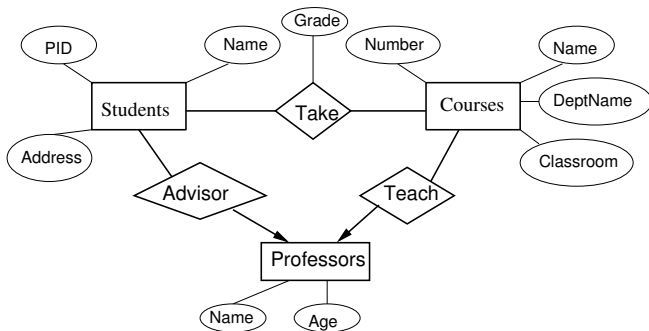 Grade
PID
Name
Number
Name
Students
Take
Courses
DeptName
Address
Classroom
Advisor
Teach
Professors
Name
Age